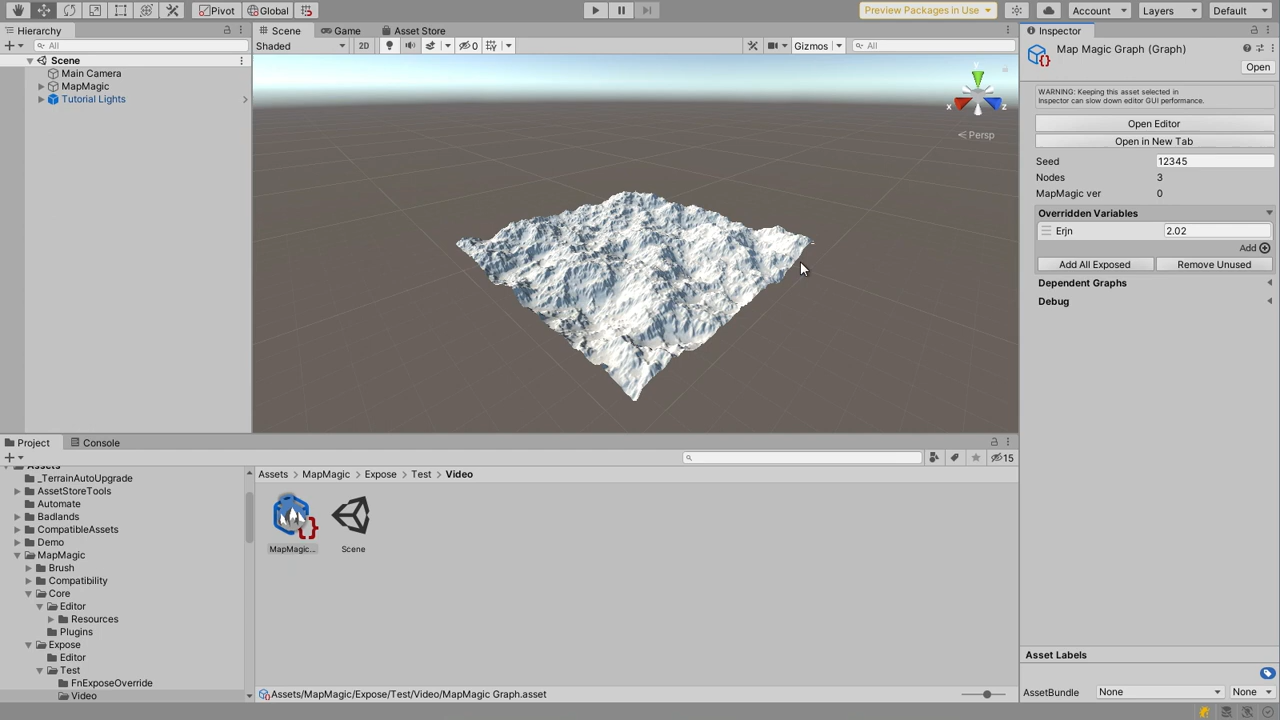 Pivot
Global
Preview Packages in Use
Account
Layers
Default
Hierarchy
All
Scene
Main Camera
MapMagic
Tutorial Lights
Scene
Game
Asset Store
Shaded
2D
0
Gizmos
All
y
x
z
Persp
Inspector
Map Magic Graph (Graph)
Open
WARNING: Keeping this asset selected in
Inspector can slow down editor GUI performance.
Open Editor
Open in New Tab
Seed 12345
Nodes 3
MapMagic ver 0
Overridden Variables
Erjn 2.02
Add
Add All Exposed
Remove Unused
Dependent Graphs
Debug
Project
Console
15
Assets
_TerrainAutoUpgrade
AssetStoreTools
Automate
Badlands
CompatibleAssets
Demo
MapMagic
Brush
Compatibility
Core
Editor
Resources
Plugins
Expose
Editor
Test
FnExposeOverride
Video
Assets
MapMagic
Expose
Test
Video
MapMagic...
Scene
Assets/MapMagic/Expose/Test/Video/MapMagic Graph.asset
Asset Labels
AssetBundle None None